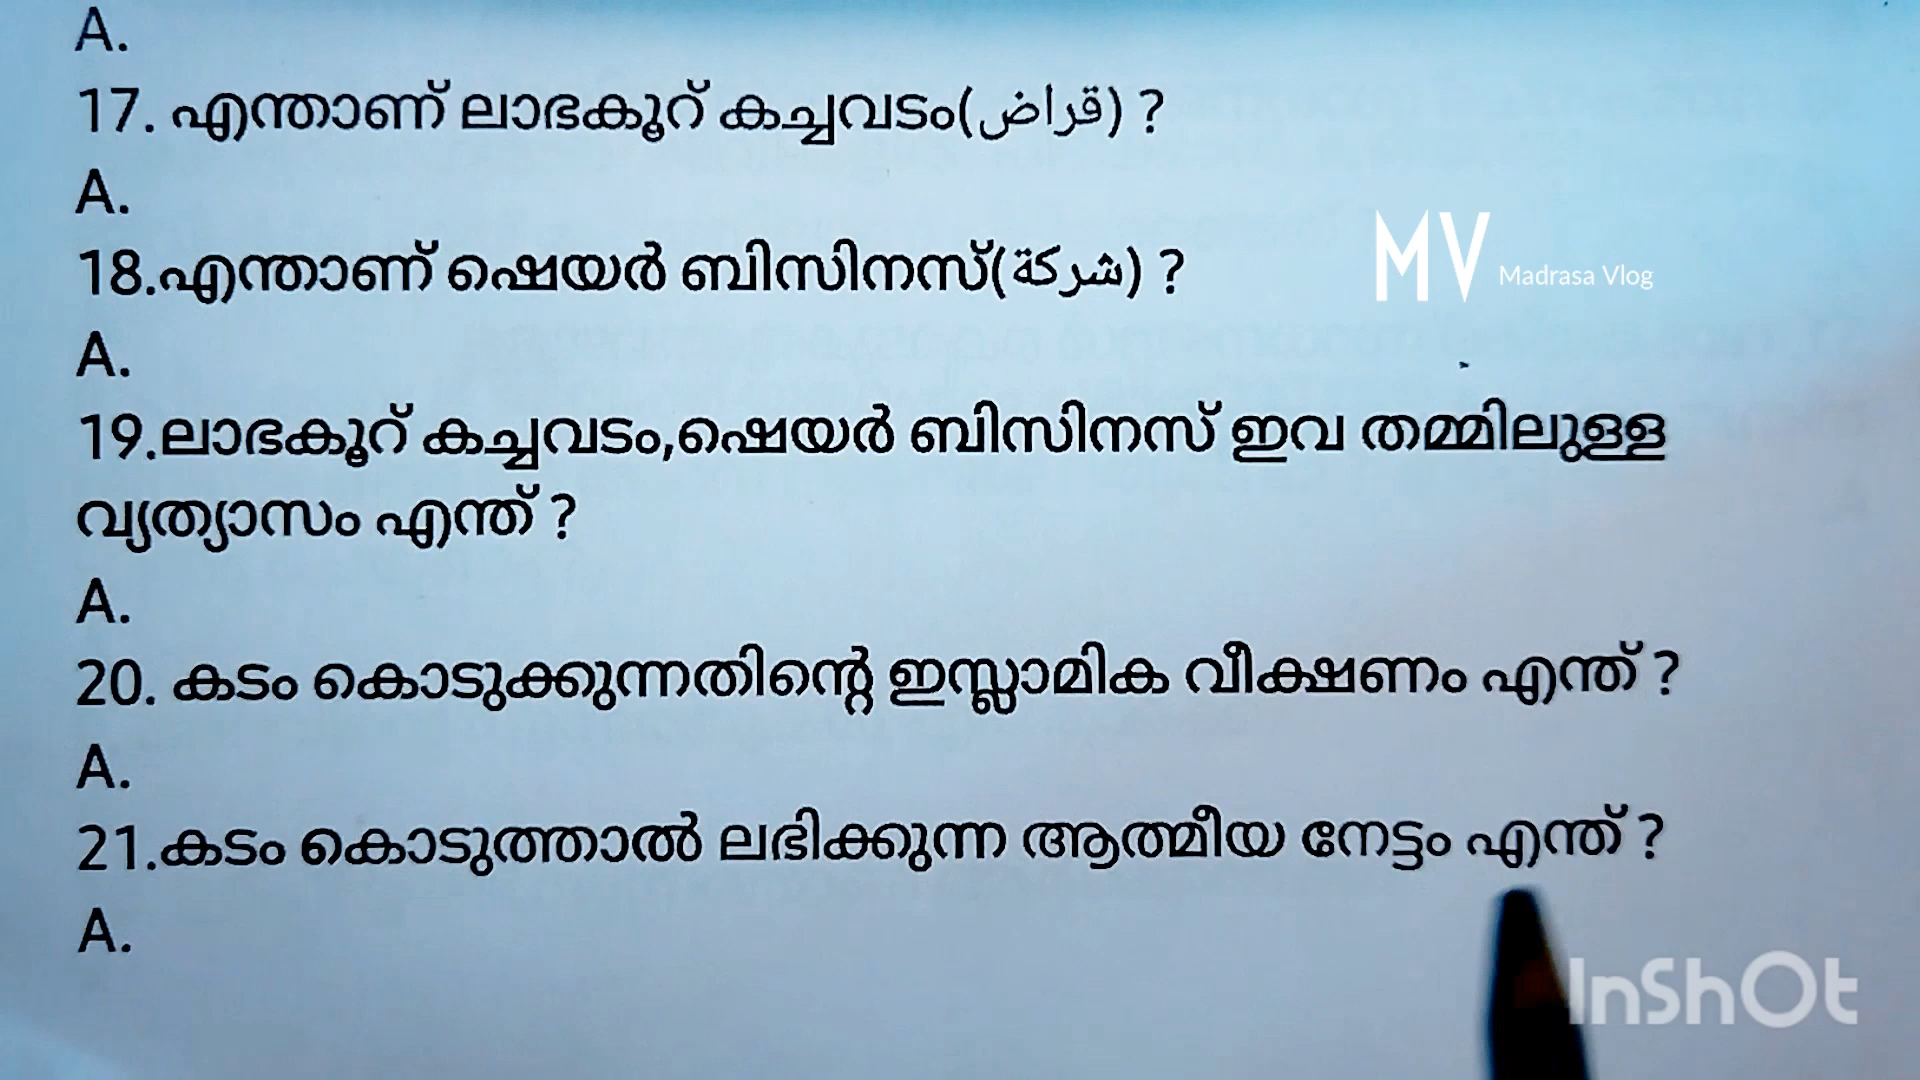 A.
17. എന്താണ് ലാഭകൂറ് കച്ചവടം(قراض) ?
A.
18.എന്താണ് ഷെയർ ബിസിനസ്(شركة) ?
MV Madrasa Vlog
A.
19.ലാഭകൂറ് കച്ചവടം,ഷെയർ ബിസിനസ് ഇവ തമ്മിലുള്ള
വ്യത്യാസം എന്ത് ?
A.
20. കടം കൊടുക്കുന്നതിന്റെ ഇസ്ലാമിക വീക്ഷണം എന്ത് ?
A.
21.കടം കൊടുത്താൽ ലഭിക്കുന്ന ആത്മീയ നേട്ടം എന്ത് ?
A.
InShOt